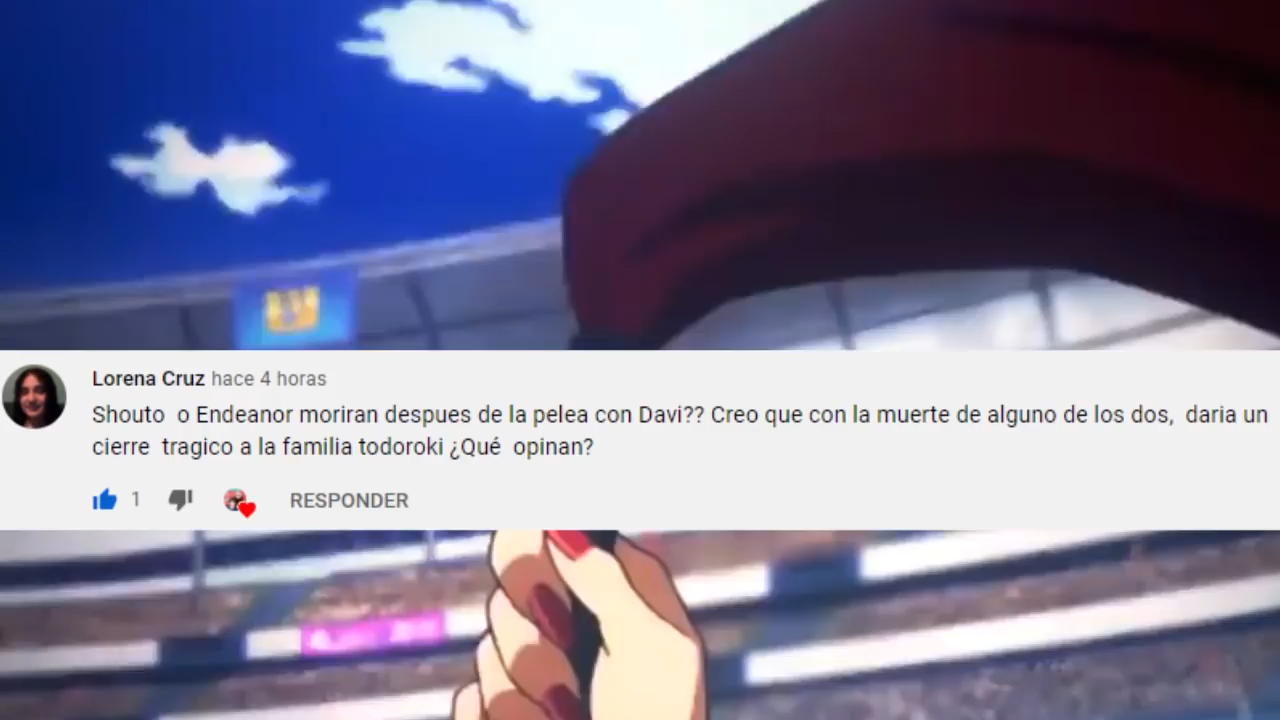 Lorena Cruz hace 4 horas
Shouto o Endeanor moriran despues de la pelea con Davi?? Creo que con la muerte de alguno de los dos, daria un
cierre tragico a la familia todoroki ¿Qué opinan?
1 RESPONDER